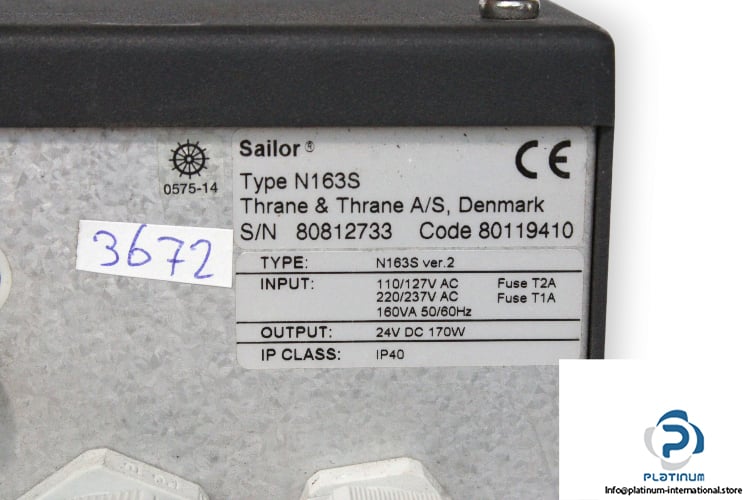 Sailor ®
CE
0575-14
Type N163S
Thrane & Thrane A/S, Denmark
S/N 80812733 Code 80119410
3672
TYPE: N163S ver.2
INPUT: 110/127V AC Fuse T2A
220/237V AC Fuse T1A
160VA 50/60Hz
OUTPUT: 24V DC 170W
IP CLASS: IP40
PLATINUM
Info@platinum-international.store